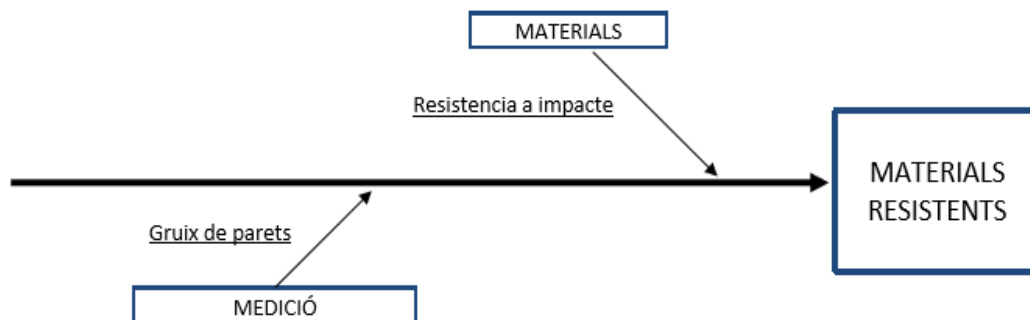 MATERIALS
Resistencia a impacte
MATERIALS
RESISTENTS
Gruix de parets
MEDICIÓ